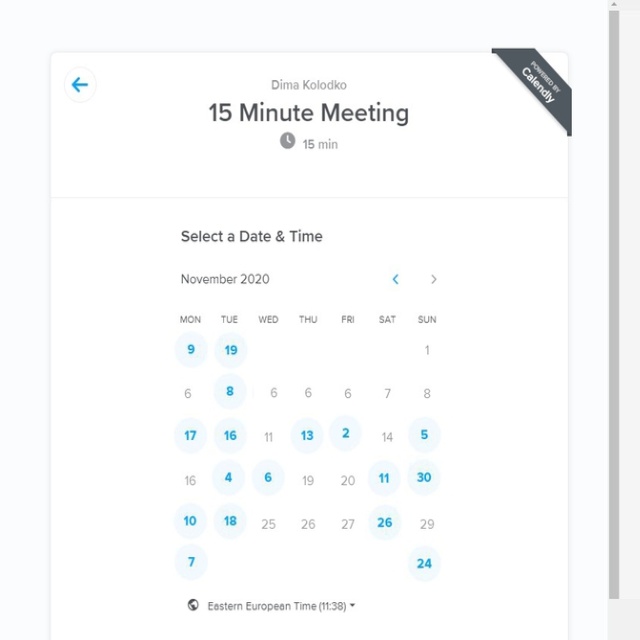 POWERED BY
Calendly
Dima Kolodko
15 Minute Meeting
15 min
Select a Date & Time
November 2020
MON TUE WED THU FRI SAT SUN
9 19 1
6 8 6 6 6 7 8
17 16 11 13 2 14 5
16 4 6 19 20 11 30
10 18 25 26 27 26 29
7 24
Eastern European Time (11:38)